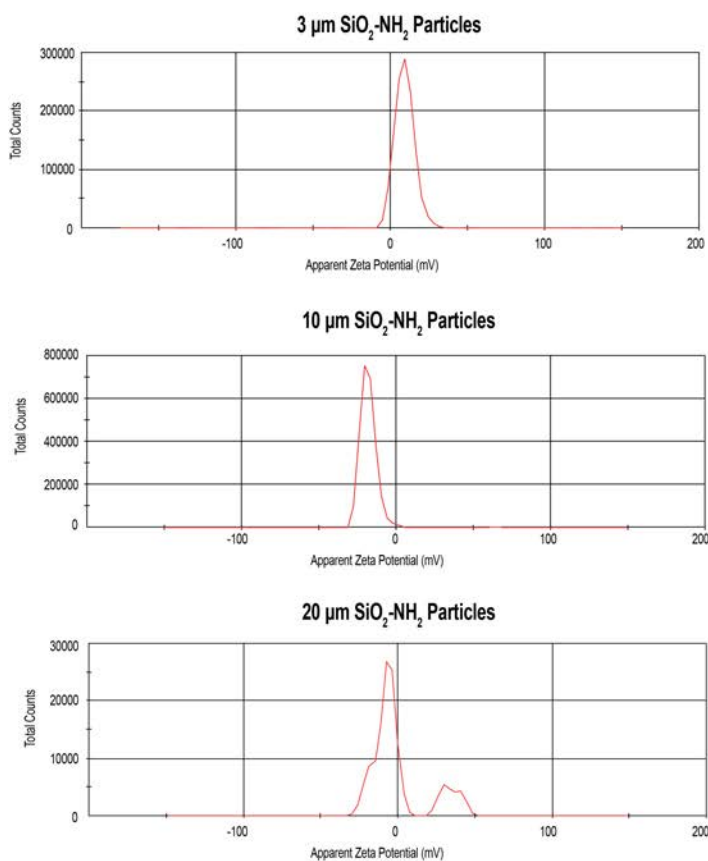 3 µm SiO₂-NH₂ Particles
Total Counts
300000
200000
100000
0
-100 0 100 200
Apparent Zeta Potential (mV)
10 µm SiO₂-NH₂ Particles
Total Counts
800000
600000
400000
200000
0
-100 0 100 200
Apparent Zeta Potential (mV)
20 µm SiO₂-NH₂ Particles
Total Counts
30000
20000
10000
0
-100 0 100 200
Apparent Zeta Potential (mV)